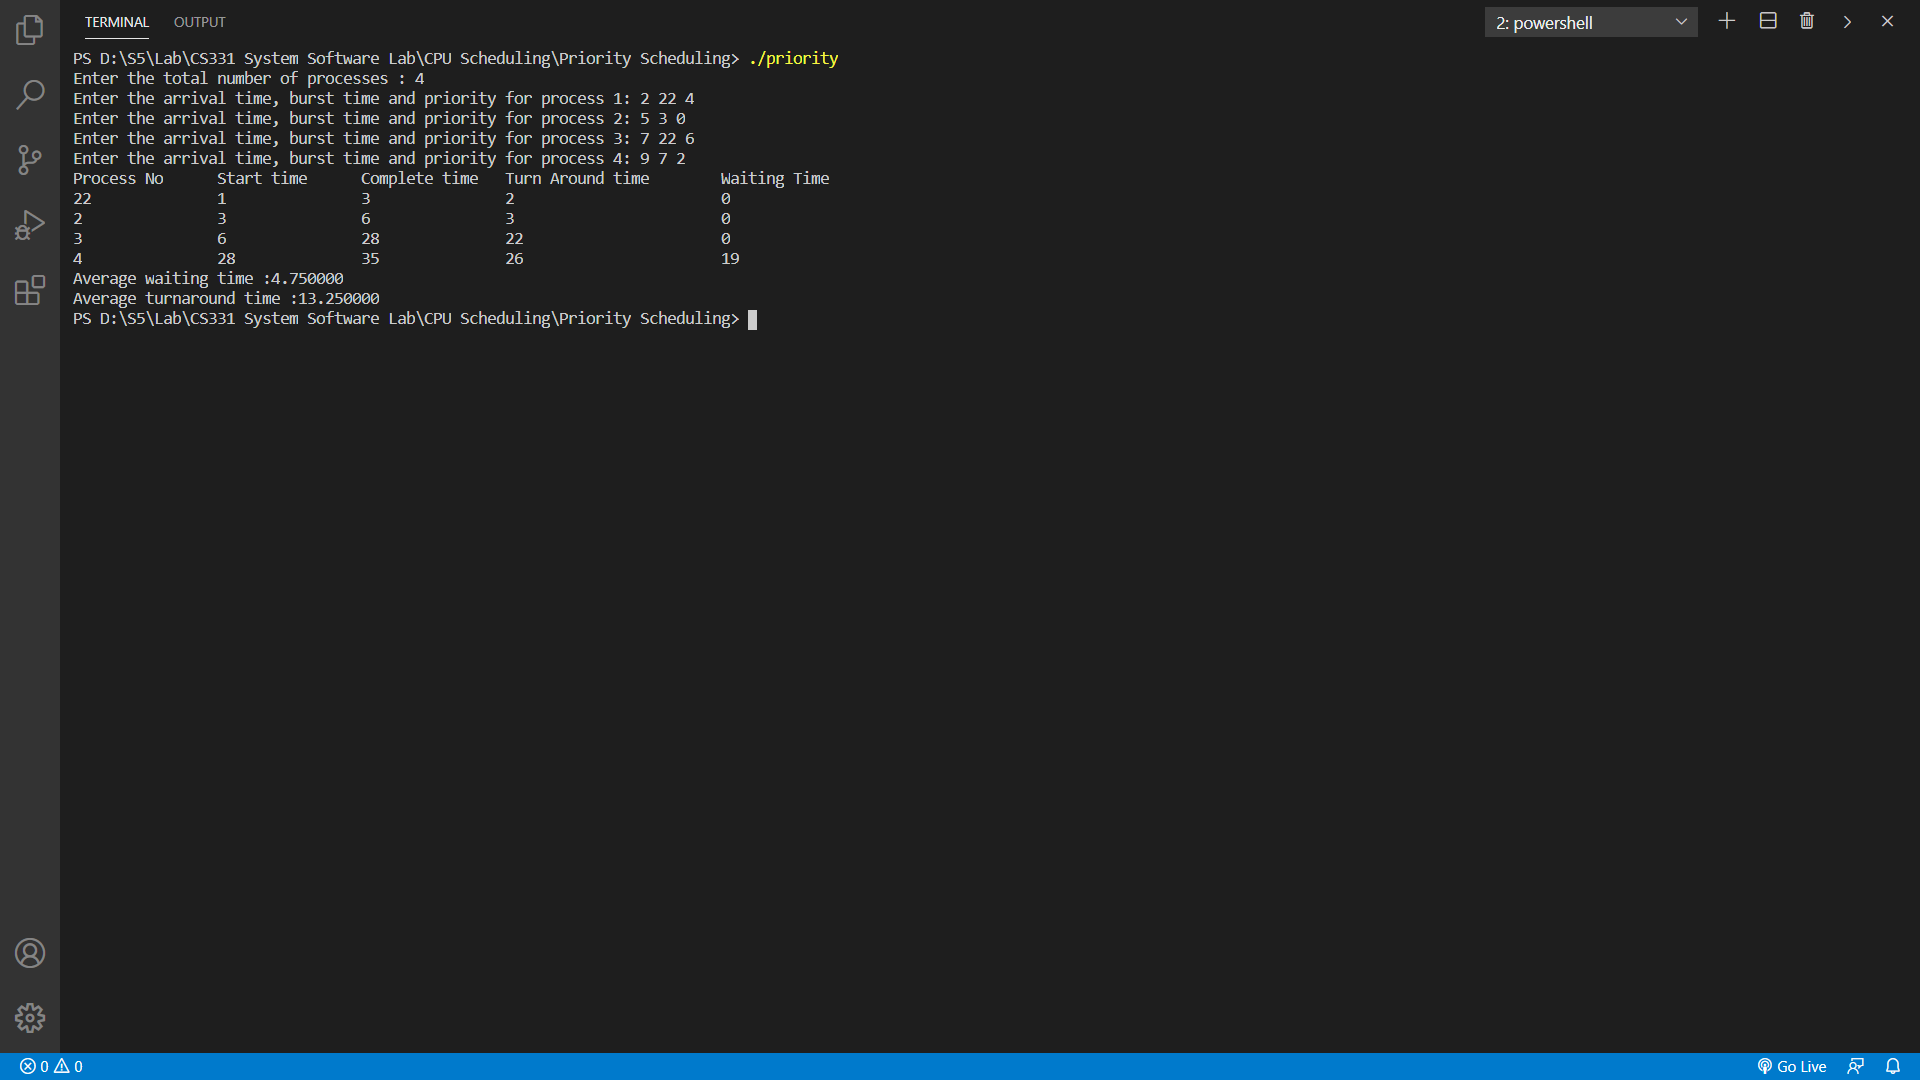 TERMINAL OUTPUT 2: powershell
PS D:\S5\Lab\CS331 System Software Lab\CPU Scheduling\Priority Scheduling> ./priority
Enter the total number of processes : 4
Enter the arrival time, burst time and priority for process 1: 2 22 4
Enter the arrival time, burst time and priority for process 2: 5 3 0
Enter the arrival time, burst time and priority for process 3: 7 22 6
Enter the arrival time, burst time and priority for process 4: 9 7 2
Process No Start time Complete time Turn Around time Waiting Time
22 1 3 2 0
2 3 6 3 0
3 6 28 22 0
4 28 35 26 19
Average waiting time :4.750000
Average turnaround time :13.250000
PS D:\S5\Lab\CS331 System Software Lab\CPU Scheduling\Priority Scheduling>
0 0 Go Live